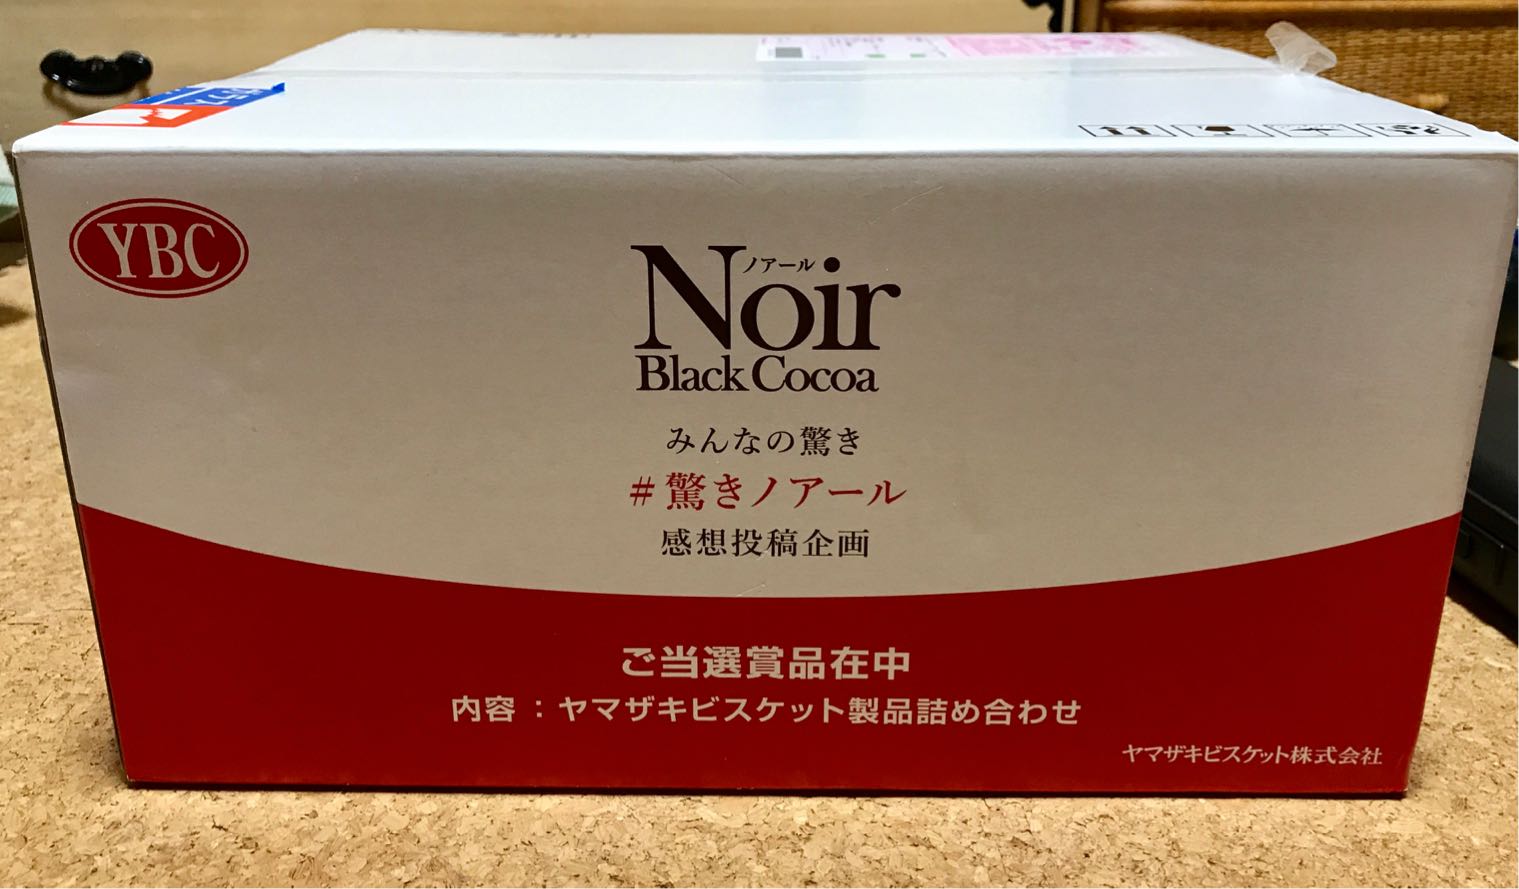 YBC
ノアール
Noir
Black Cocoa
みんなの驚き
#驚きノアール
感想投稿企画
ご当選賞品在中
内容：ヤマザキビスケット製品詰め合わせ
ヤマザキビスケット株式会社